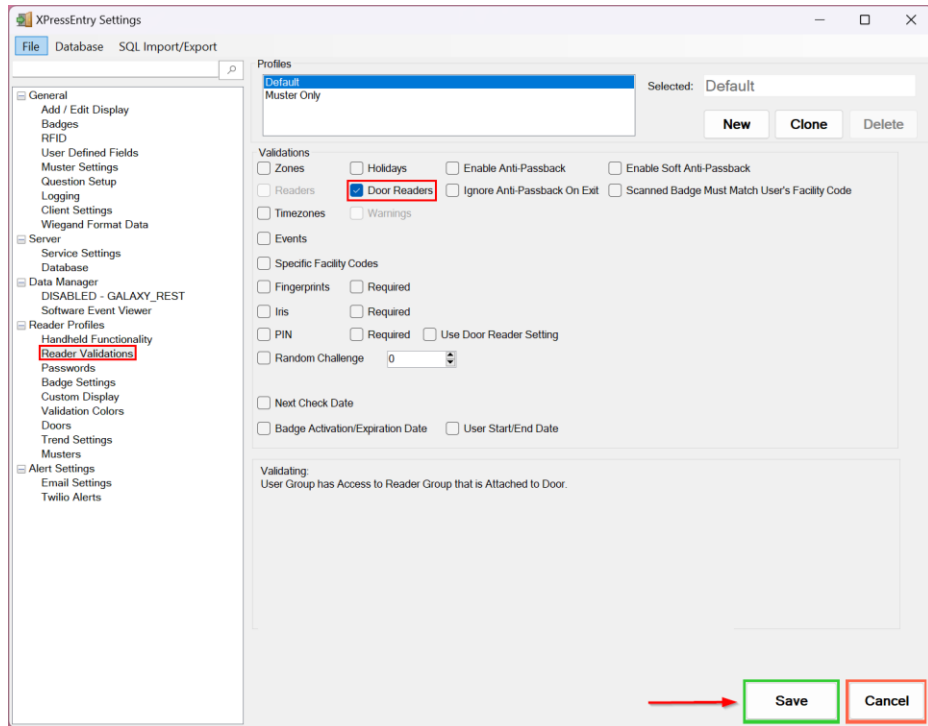 XPressEntry Settings
File Database SQL Import/Export
General
Add / Edit Display
Badges
RFID
User Defined Fields
Muster Settings
Question Setup
Logging
Client Settings
Wiegand Format Data
Server
Service Settings
Database
Data Manager
DISABLED - GALAXY_REST
Software Event Viewer
Reader Profiles
Handheld Functionality
Reader Validations
Passwords
Badge Settings
Custom Display
Validation Colors
Doors
Trend Settings
Musters
Alert Settings
Email Settings
Twilio Alerts
Profiles
Default
Muster Only
Selected: Default
New Clone Delete
Validations
Zones Holidays Enable Anti-Passback Enable Soft Anti-Passback
Readers Door Readers Ignore Anti-Passback On Exit Scanned Badge Must Match User's Facility Code
Timezones Warnings
Events
Specific Facility Codes
Fingerprints Required
Iris Required
PIN Required Use Door Reader Setting
Random Challenge 0
Next Check Date
Badge Activation/Expiration Date User Start/End Date
Validating:
User Group has Access to Reader Group that is Attached to Door.
Save Cancel